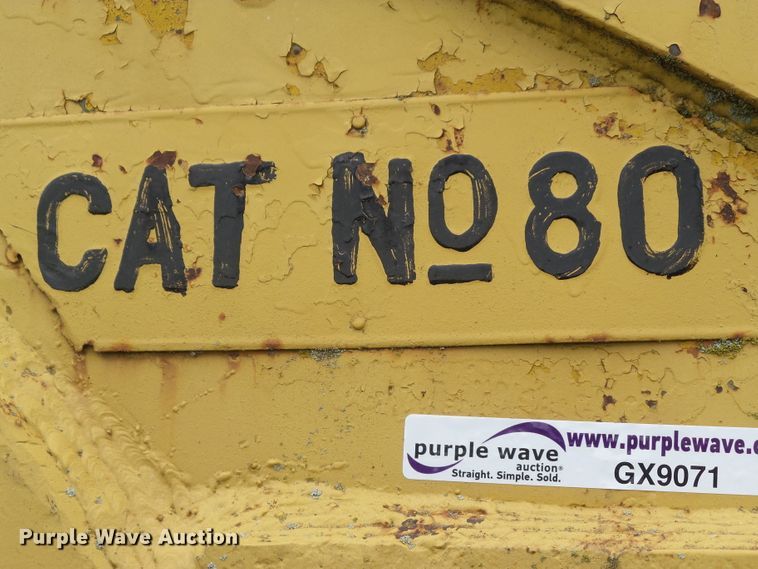 CAT Nº 80
purple wave
auction®
Straight. Simple. Sold.
www.purplewave.c
GX9071
Purple Wave Auction